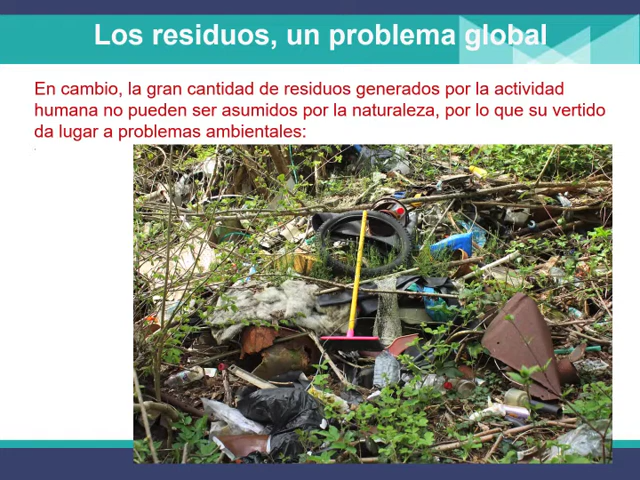 Los residuos, un problema global
En cambio, la gran cantidad de residuos generados por la actividad
humana no pueden ser asumidos por la naturaleza, por lo que su vertido
da lugar a problemas ambientales: